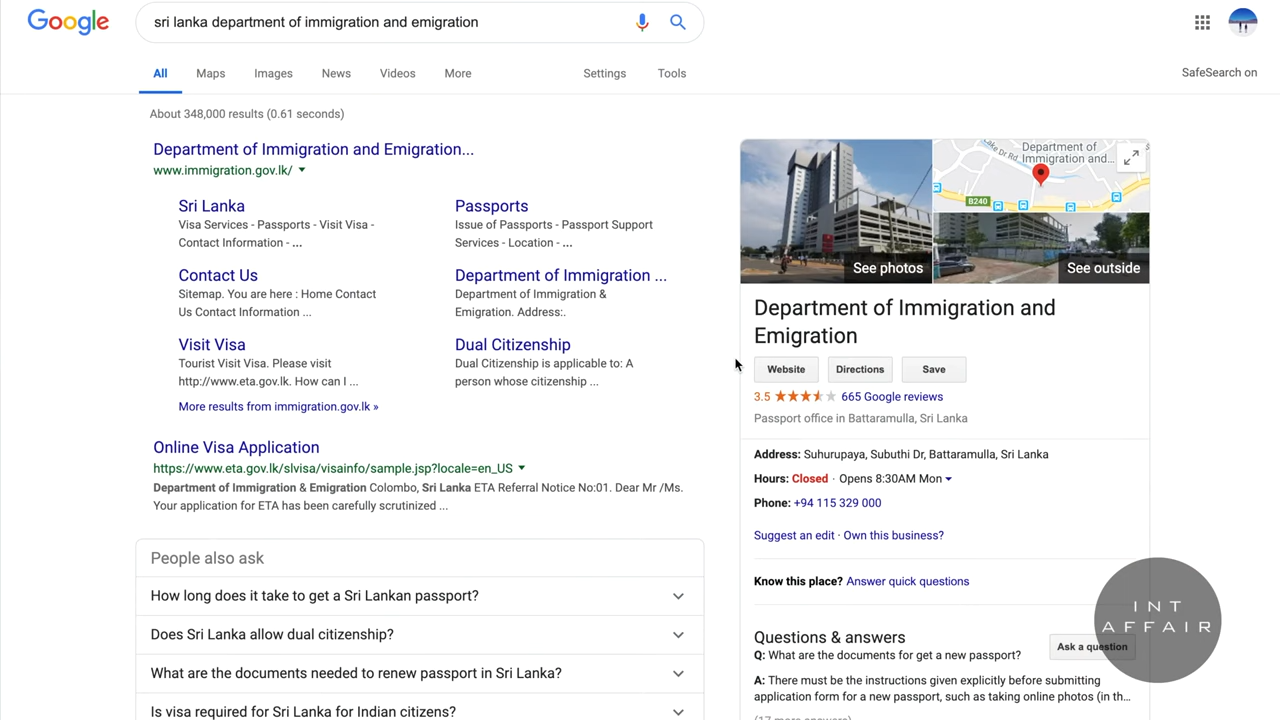 Google
sri lanka department of immigration and emigration
All Maps Images News Videos More Settings Tools
SafeSearch on
About 348,000 results (0.61 seconds)
Department of Immigration and Emigration...
www.immigration.gov.lk/
Sri Lanka
Visa Services - Passports - Visit Visa -
Contact Information - ...
Passports
Issue of Passports - Passport Support
Services - Location - ...
Contact Us
Sitemap. You are here : Home Contact
Us Contact Information ...
Department of Immigration ...
Department of Immigration &
Emigration. Address:.
Visit Visa
Tourist Visit Visa. Please visit
http://www.eta.gov.lk. How can I ...
Dual Citizenship
Dual Citizenship is applicable to: A
person whose citizenship ...
More results from immigration.gov.lk »
Online Visa Application
https://www.eta.gov.lk/slvisa/visainfo/sample.jsp?locale=en_US
Department of Immigration & Emigration Colombo, Sri Lanka ETA Referral Notice No:01. Dear Mr /Ms.
Your application for ETA has been carefully scrutinized ...
People also ask
How long does it take to get a Sri Lankan passport?
Does Sri Lanka allow dual citizenship?
What are the documents needed to renew passport in Sri Lanka?
Is visa required for Sri Lanka for Indian citizens?
Department of
Immigration and...
Dr Rd
B240
See photos
See outside
Department of Immigration and
Emigration
Website Directions Save
3.5 665 Google reviews
Passport office in Battaramulla, Sri Lanka
Address: Suhurupaya, Subuthi Dr, Battaramulla, Sri Lanka
Hours: Closed · Opens 8:30AM Mon
Phone: +94 115 329 000
Suggest an edit · Own this business?
Know this place? Answer quick questions
Questions & answers
Q: What are the documents for get a new passport?
Ask a question
A: There must be the instructions given explicitly before submitting
application form for a new passport, such as taking online photos (in th...
(17 more answers)
INT
AFFAIR